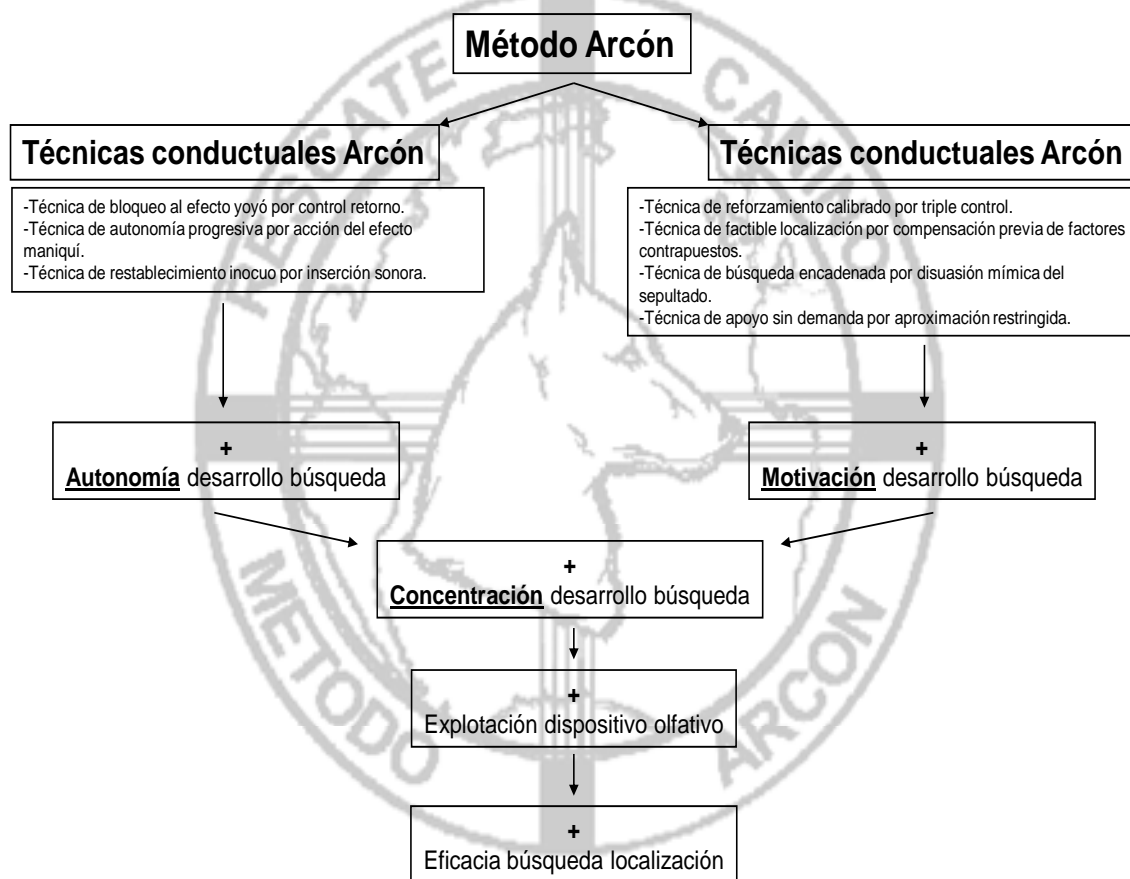 Método Arcón
Técnicas conductuales Arcón
-Técnica de bloqueo al efecto yoyó por control retorno.
-Técnica de autonomía progresiva por acción del efecto
maniquí.
-Técnica de restablecimiento inocuo por inserción sonora.
Técnicas conductuales Arcón
-Técnica de reforzamiento calibrado por triple control.
-Técnica de factible localización por compensación previa de factores
contrapuestos.
-Técnica de búsqueda encadenada por disuasión mímica del
sepultado.
-Técnica de apoyo sin demanda por aproximación restringida.
+
Autonomía desarrollo búsqueda
+
Motivación desarrollo búsqueda
+
Concentración desarrollo búsqueda
+
Explotación dispositivo olfativo
+
Eficacia búsqueda localización
RESCATE
CANINO
METODO
ARCON